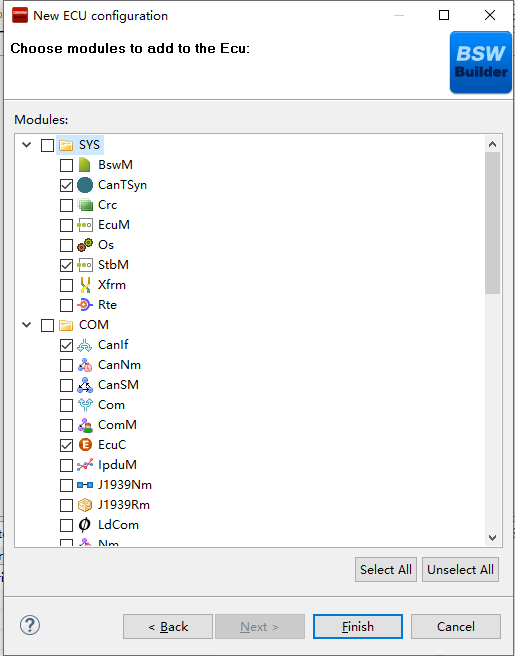 New ECU configuration
Choose modules to add to the Ecu:
BSW
Builder
Modules:
SYS
BswM
CanTSyn
Crc
EcuM
Os
StbM
Xfrm
Rte
COM
CanIf
CanNm
CanSM
Com
ComM
EcuC
IpduM
J1939Nm
J1939Rm
LdCom
Nm
Select All Unselect All
< Back Next > Finish Cancel